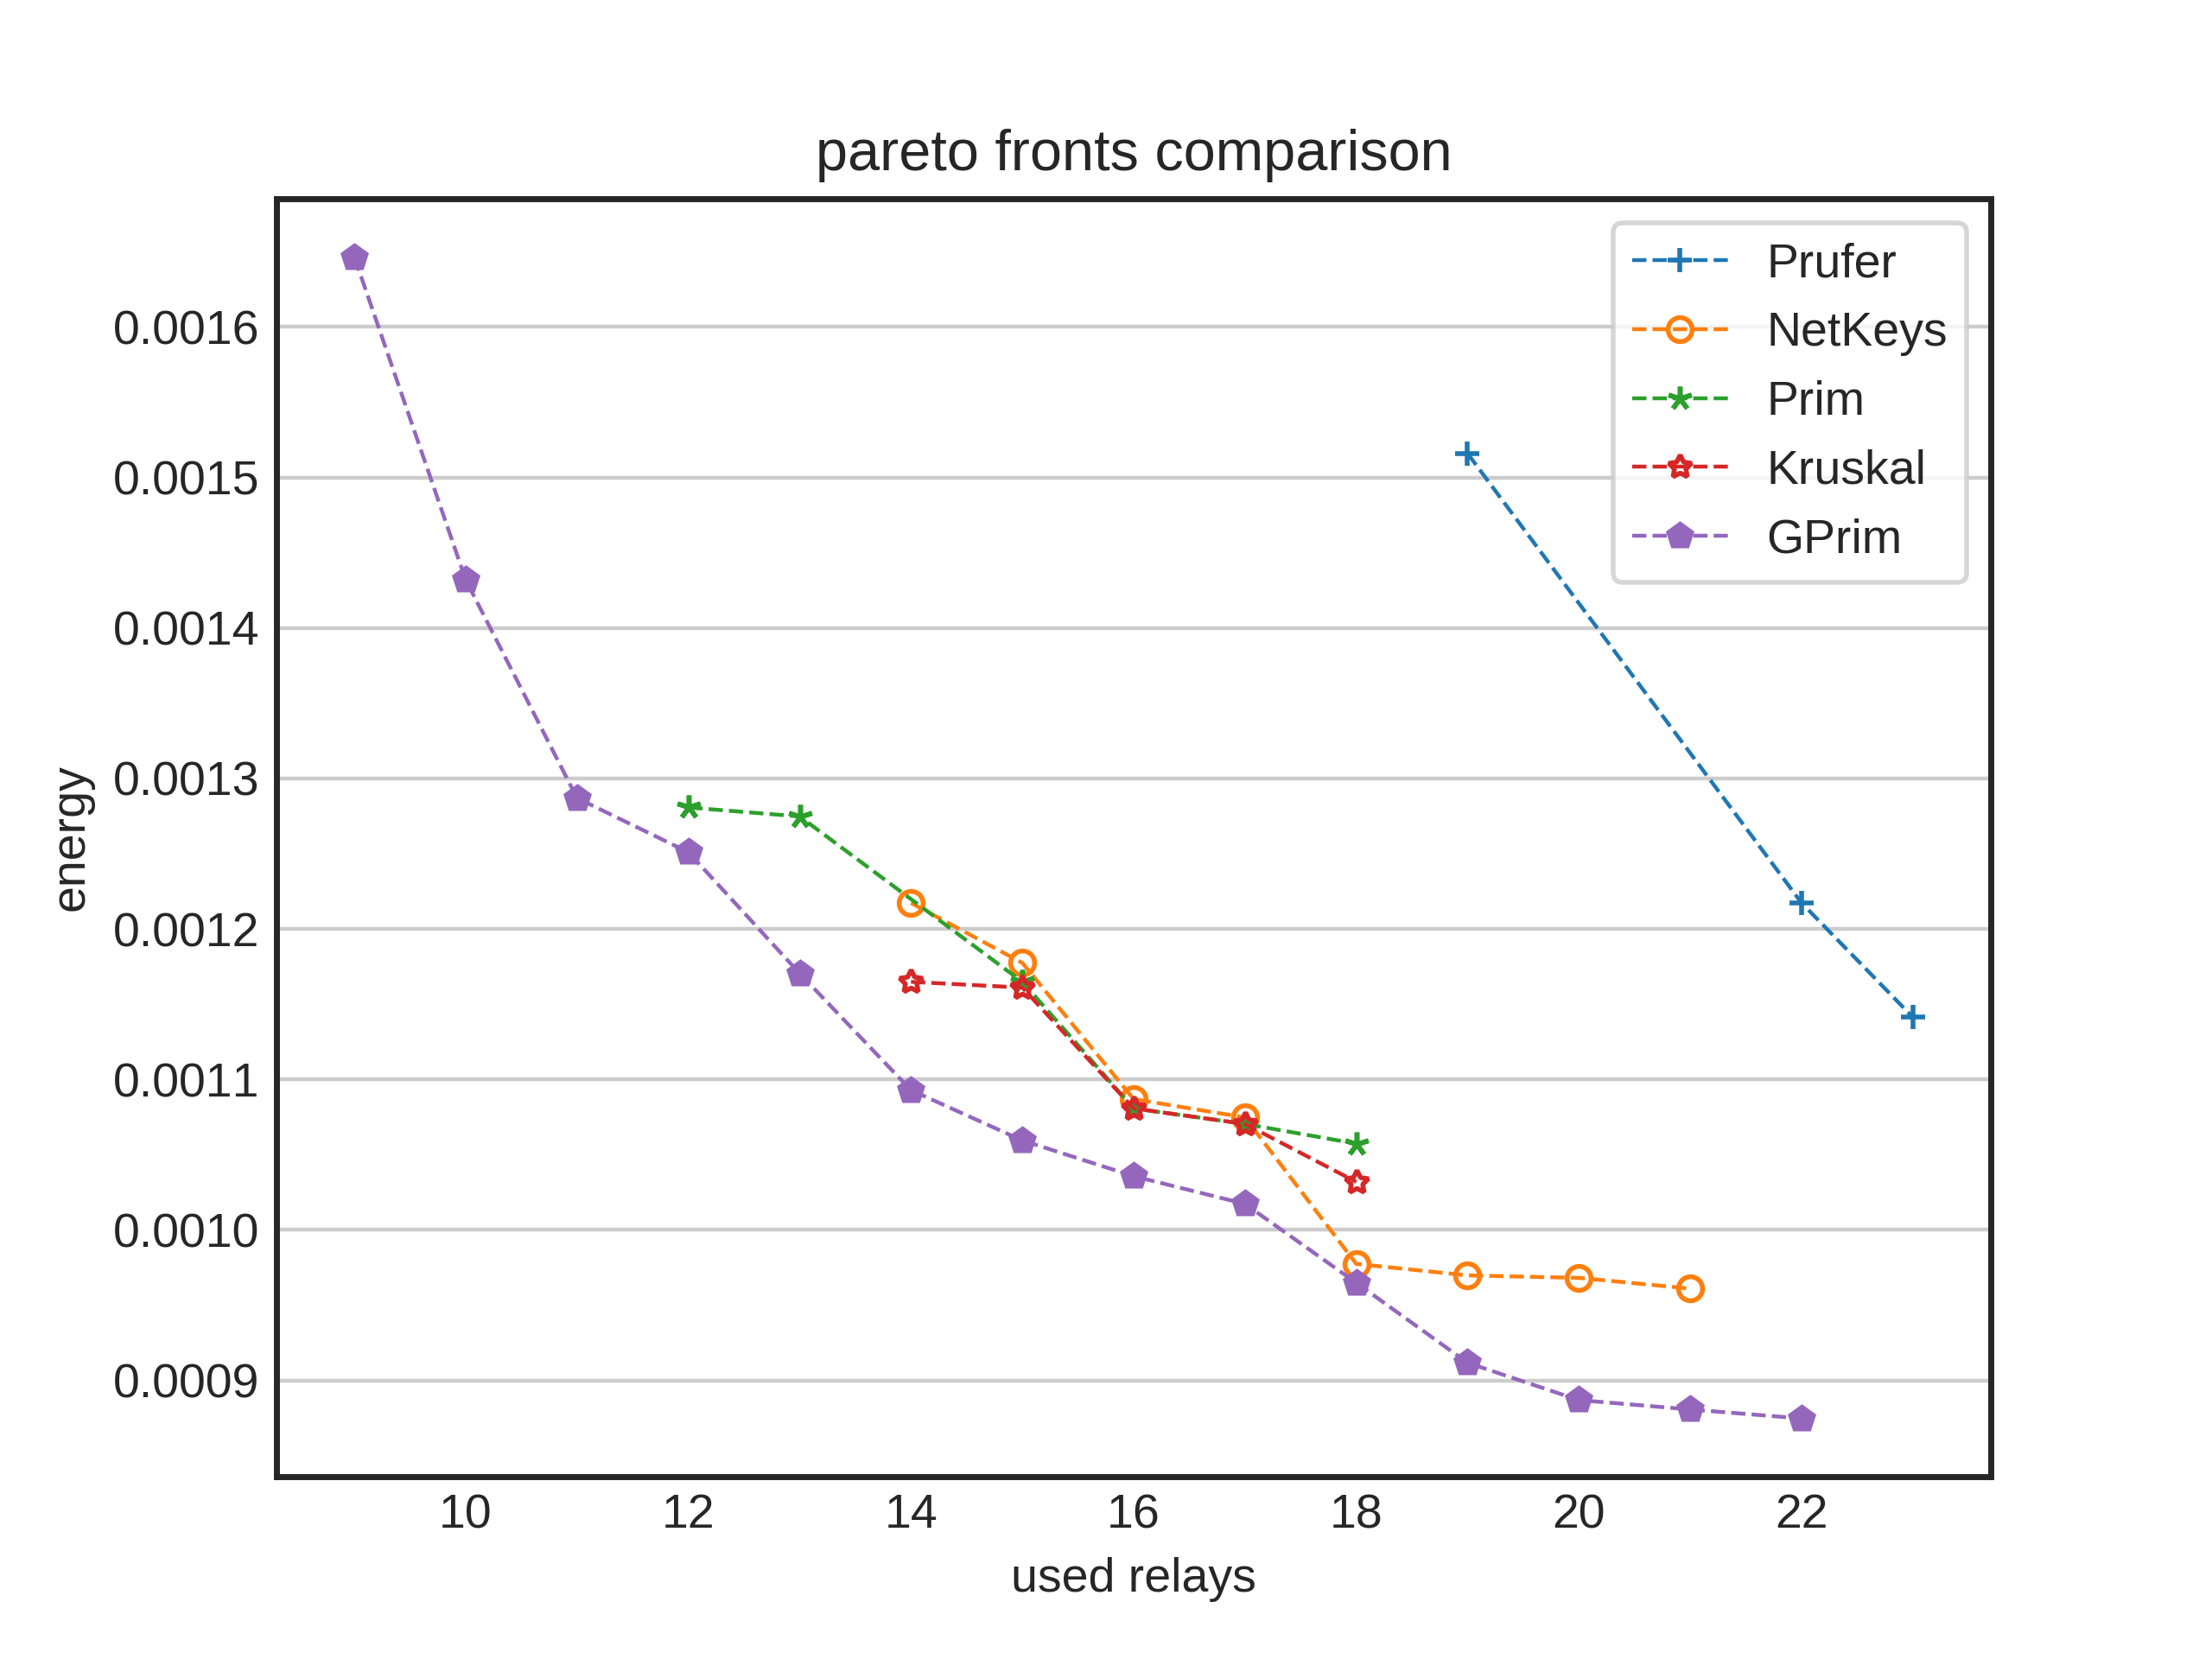 pareto fronts comparison
Prufer
NetKeys
Prim
Kruskal
GPrim
energy
0.0016
0.0015
0.0014
0.0013
0.0012
0.0011
0.0010
0.0009
10 12 14 16 18 20 22
used relays